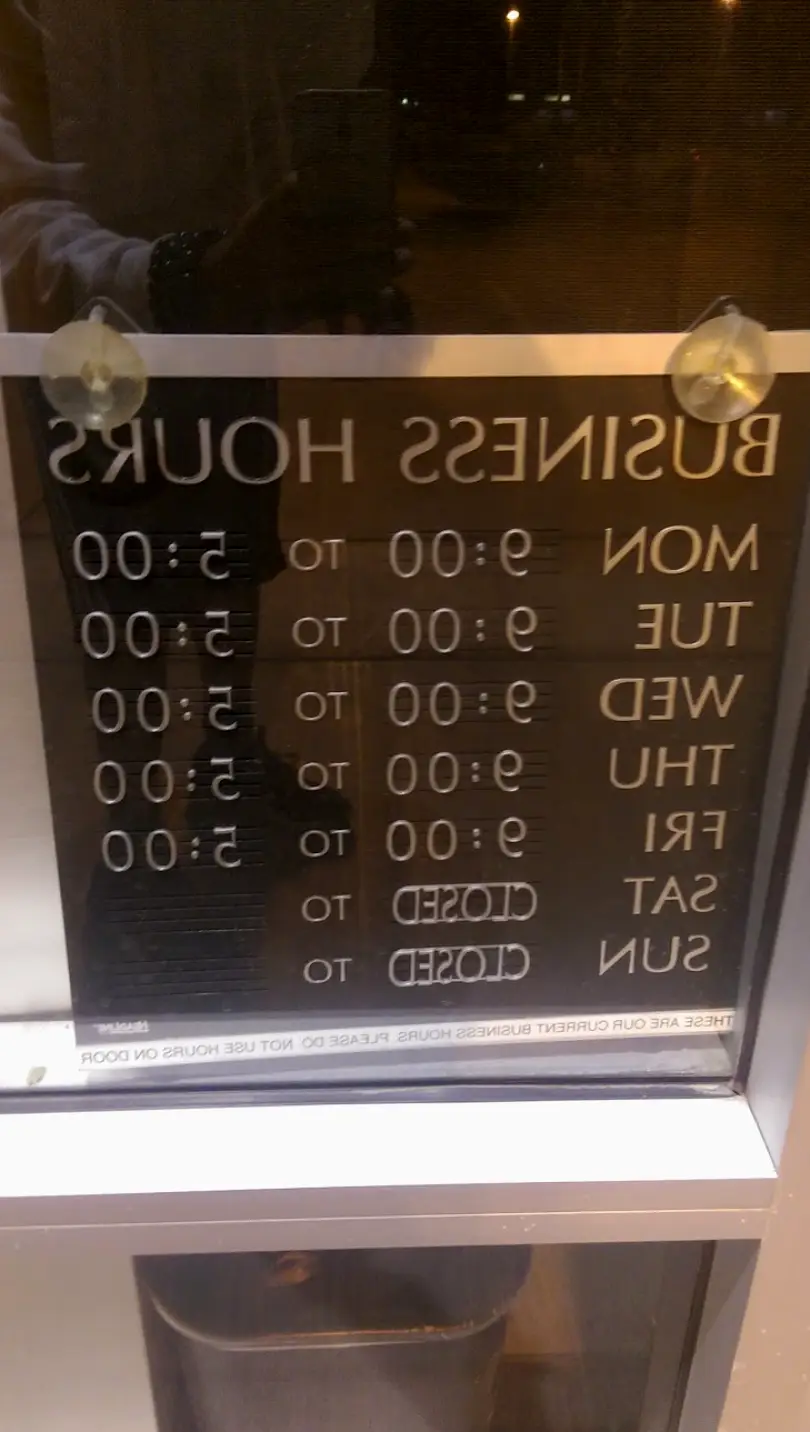 BUSINESS HOURS
MON 9:00 TO 5:00
TUE 9:00 TO 5:00
WED 9:00 TO 5:00
THU 9:00 TO 5:00
FRI 9:00 TO 5:00
SAT CLOSED TO
SUN CLOSED TO
HEADLINE
THESE ARE OUR CURRENT BUSINESS HOURS. PLEASE DO NOT USE HOURS ON DOOR